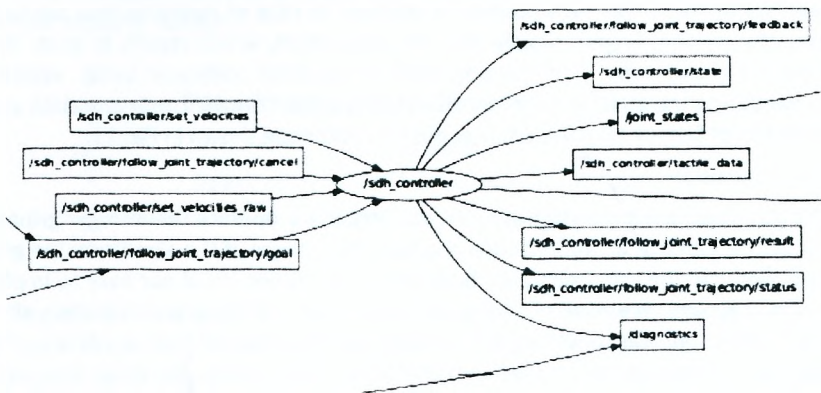 /sdh_controller/follow_joint_trajectory/feedback
/sdh_controller/state
/sdh_controller/set_velocities
/joint_states
/sdh_controller/follow_joint_trajectory/cancel
/sdh_controller/tactile_data
/sdh_controller
/sdh_controller/set_velocities_raw
/sdh_controller/follow_joint_trajectory/goal
/sdh_controller/follow_joint_trajectory/result
/sdh_controller/follow_joint_trajectory/status
/diagnostics